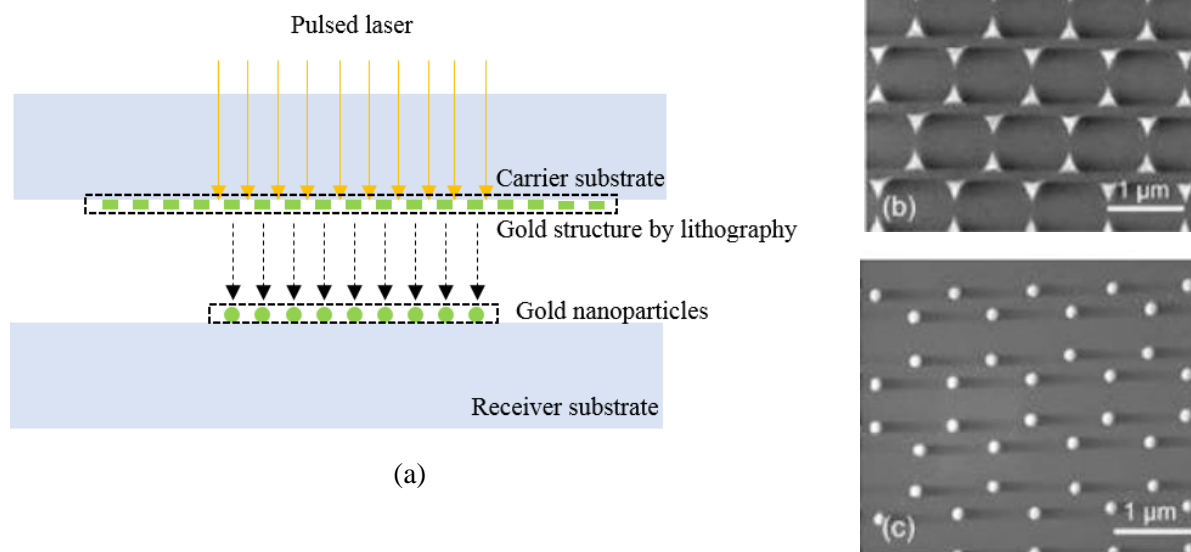 Pulsed laser
Carrier substrate
Gold structure by lithography
Gold nanoparticles
Receiver substrate
(a)
1 μm
(b)
1 μm
(c)